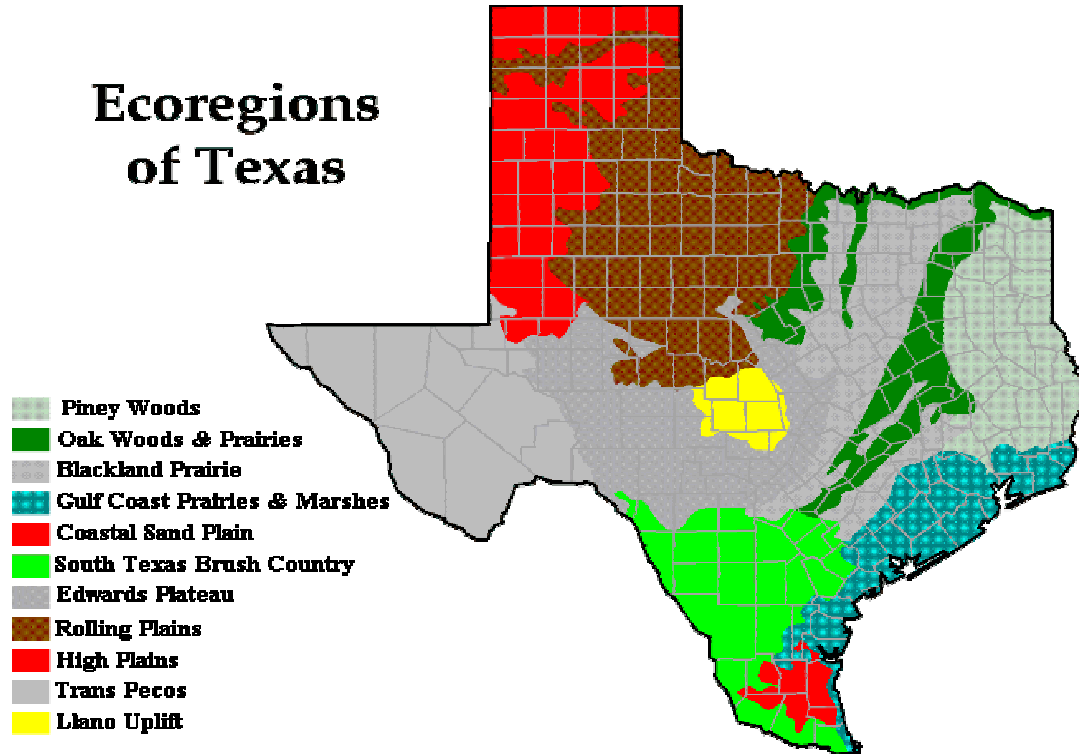 Ecoregions
of Texas
Piney Woods
Oak Woods & Prairies
Blackland Prairie
Gulf Coast Prairies & Marshes
Coastal Sand Plain
South Texas Brush Country
Edwards Plateau
Rolling Plains
High Plains
Trans Pecos
Llano Uplift